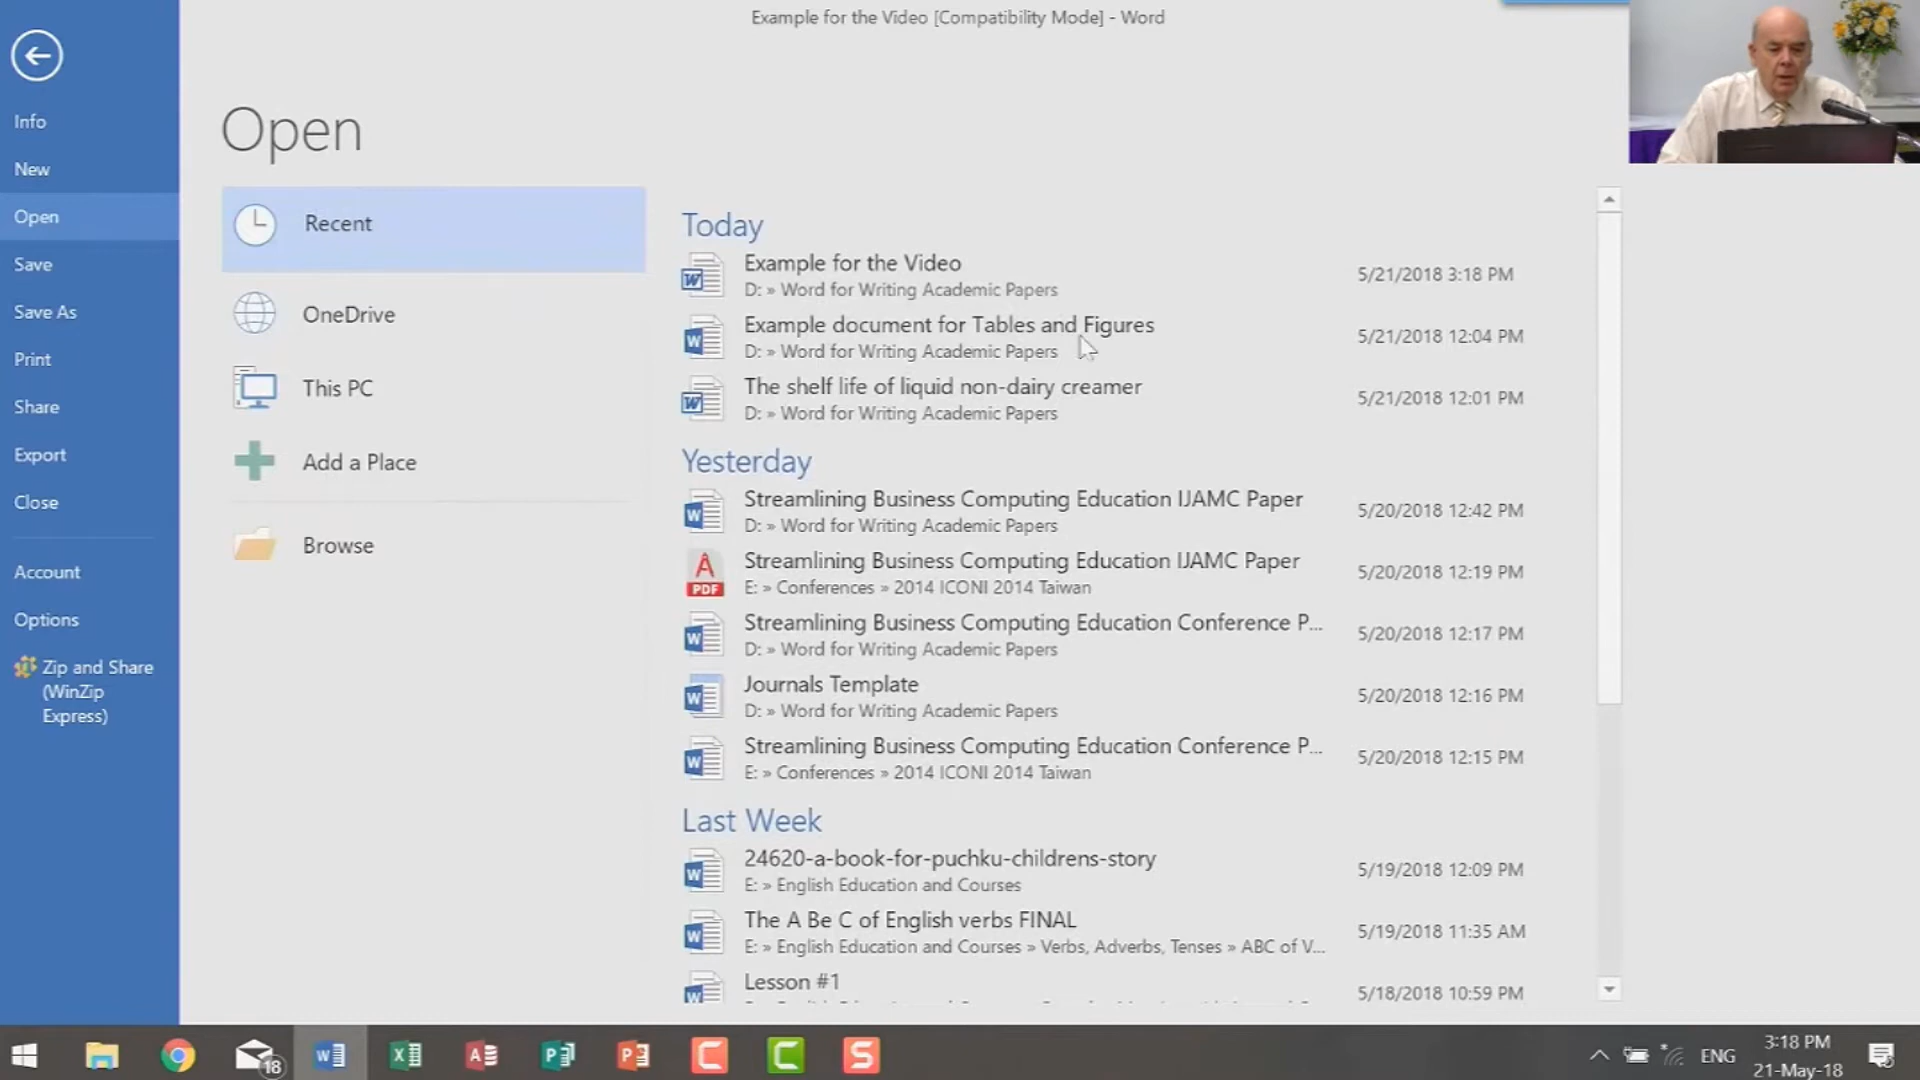 Example for the Video [Compatibility Mode] - Word
Info
New
Open
Save
Save As
Print
Share
Export
Close
Account
Options
Zip and Share
(WinZip
Express)
Open
Recent
OneDrive
This PC
Add a Place
Browse
Today
Example for the Video 5/21/2018 3:18 PM
D: » Word for Writing Academic Papers
Example document for Tables and Figures 5/21/2018 12:04 PM
D: » Word for Writing Academic Papers
The shelf life of liquid non-dairy creamer 5/21/2018 12:01 PM
D: » Word for Writing Academic Papers
Yesterday
Streamlining Business Computing Education IJAMC Paper 5/20/2018 12:42 PM
D: » Word for Writing Academic Papers
Streamlining Business Computing Education IJAMC Paper 5/20/2018 12:19 PM
E: » Conferences » 2014 ICONI 2014 Taiwan
Streamlining Business Computing Education Conference P... 5/20/2018 12:17 PM
D: » Word for Writing Academic Papers
Journals Template 5/20/2018 12:16 PM
D: » Word for Writing Academic Papers
Streamlining Business Computing Education Conference P... 5/20/2018 12:15 PM
E: » Conferences » 2014 ICONI 2014 Taiwan
Last Week
24620-a-book-for-puchku-childrens-story 5/19/2018 12:09 PM
E: » English Education and Courses
The A Be C of English verbs FINAL 5/19/2018 11:35 AM
E: » English Education and Courses » Verbs, Adverbs, Tenses » ABC of V...
Lesson #1 5/18/2018 10:59 PM
PDF
18
ENG
3:18 PM
21-May-18